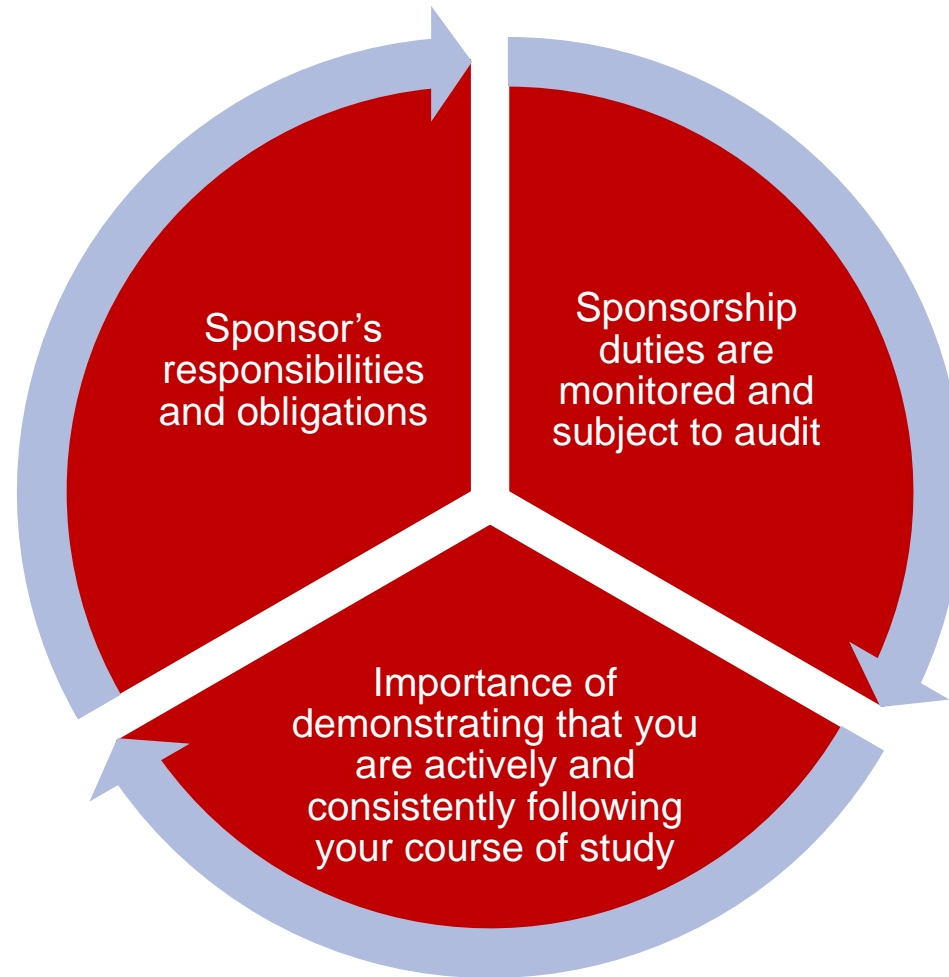 Sponsor’s
responsibilities
and obligations
Sponsorship
duties are
monitored and
subject to audit
Importance of
demonstrating that you
are actively and
consistently following
your course of study